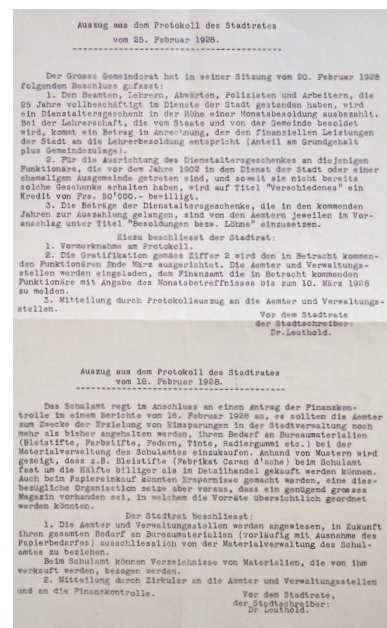 Auszug aus dem Protokoll des Stadtrates
vom 25. Februar 1928.
Der Grosse Gemeinderat hat in seiner Sitzung vom 20. Februar 1928
folgenden Beschluss gefasst:
1. Den Beamten, Lehrern, Abwarten, Polizisten und Arbeitern, die
25 Jahre vollbeschäftigt im Dienste der Stadt gestanden haben, wird
ein Dienstaltersgeschenk in der Höhe einer Monatsbesoldung ausbezahlt.
Bei der Lehrerschaft, die vom Staate und von der Gemeinde besoldet
wird, kommt ein Betrag in Anrechnung, der den finanziellen Leistungen
der Stadt an die Lehrerbesoldung entspricht (Anteil am Grundgehalt
plus Gemeindezulage).
2. Für die Ausrichtung des Dienstaltersgeschenkes an diejenigen
Funktionäre, die vor dem Jahre 1902 in den Dienst der Stadt oder einer
ehemaligen Ausgemeinde getreten sind, und soweit sie nicht bereits
solche Geschenke erhalten haben, wird auf Titel "Verschiedenes" ein
Kredit von Frs. 50'000.- bewilligt.
3. Die Beträge der Dienstaltersgeschenke, die in den kommenden
Jahren zur Auszahlung gelangen, sind von den Aemtern jeweilen im Vor-
anschlag unter Titel "Besoldungen bezw. Löhne" einzusetzen.
Hiezu beschliesst der Stadtrat:
1. Vormerknahme am Protokoll.
2. Die Gratifikation gemäss Ziffer 2 wird den in Betracht kommen-
den Funktionären Ende März ausgerichtet. Die Aemter und Verwaltungs-
stellen werden eingeladen, dem Finanzamt die in Betracht kommenden
Funktionäre mit Angabe des Monatsbetreffnisses bis zum 10. März 1928
zu melden.
3. Mitteilung durch Protokollauszug an die Aemter und Verwaltungs-
stellen.
Vor dem Stadtrate
der Stadtschreiber:
Dr.Leuthold.
Auszug aus dem Protokoll des Stadtrates
vom 18. Februar 1928.
Das Schulamt regt im Anschluss an einen Antrag der Finanzkon-
trolle in einem Berichte vom 16. Februar 1928 an, es sollten die Aemter
zum Zwecke der Erzielung von Einsparungen in der Stadtverwaltung noch
mehr als bisher angehalten werden, ihren Bedarf an Bureaumaterialien
(Bleistifte, Farbstifte, Federn, Tinte, Radiergummi etc.) bei der
Materialverwaltung des Schulamtes einzukaufen. Anhand von Mustern wird
gezeigt, dass z.B. Bleistifte (Fabrikat Caran d'ache) beim Schulamt
fast um die Hälfte billiger als im Detailhandel gekauft werden können.
Auch beim Papiereinkauf könnten Ersparnisse gemacht werden, eine dies-
bezügliche Organisation setze aber voraus, dass ein genügend grosses
Magazin vorhanden sei, in welchem die Vorräte übersichtlich geordnet
werden könnten.
Der Stadtrat beschliesst:
1. Die Aemter und Verwaltungsstellen werden angewiesen, in Zukunft
ihren gesamten Bedarf an Bureaumaterialien (vorläufig mit Ausnahme des
Papierbedarfes) ausschliesslich von der Materialverwaltung des Schul-
amtes zu beziehen.
Beim Schulamt können Verzeichnisse von Materialien, die von ihm
verkauft werden, bezogen werden.
2. Mitteilung durch Zirkular an die Aemter und Verwaltungsstellen
und an die Finanzkontrolle.
Vor dem Stadtrate,
der Stadtschreiber:
Dr.Leuthold.